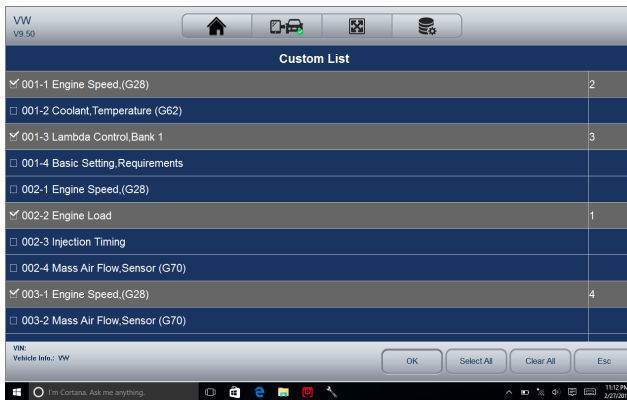 VW
V9.50
Custom List
001-1 Engine Speed,(G28) 2
001-2 Coolant,Temperature (G62)
001-3 Lambda Control,Bank 1 3
001-4 Basic Setting,Requirements
002-1 Engine Speed,(G28)
002-2 Engine Load 1
002-3 Injection Timing
002-4 Mass Air Flow,Sensor (G70)
003-1 Engine Speed,(G28) 4
003-2 Mass Air Flow,Sensor (G70)
VIN:
Vehicle Info.: VW
OK Select All Clear All Esc
I'm Cortana. Ask me anything.
11:12 PM